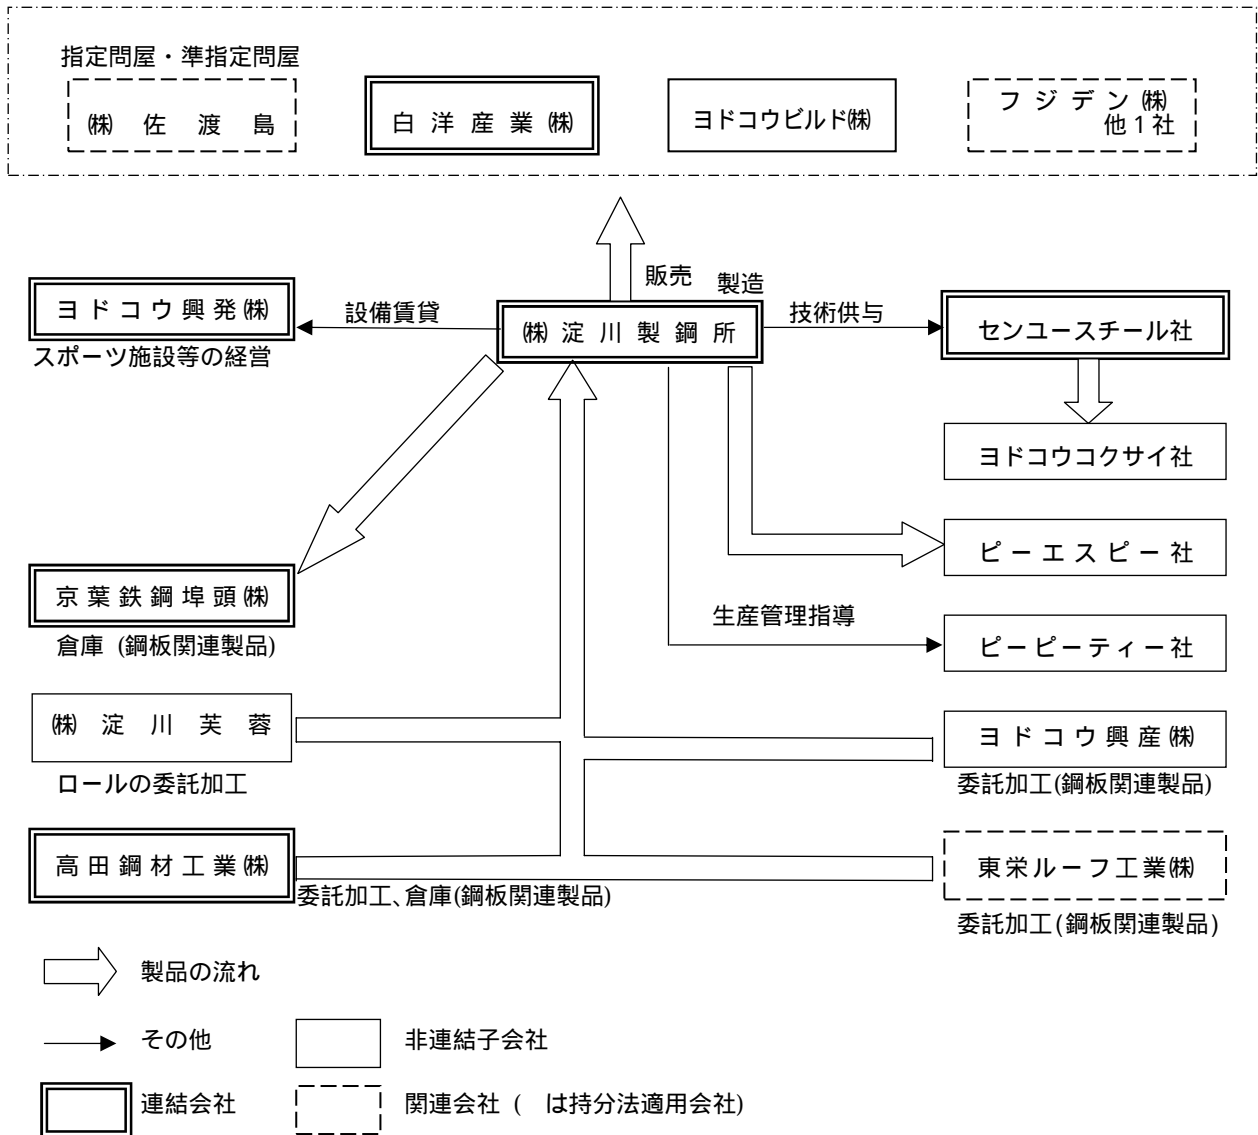 指定問屋・準指定問屋
㈱佐渡島
白洋産業㈱
ヨドコウビルド㈱
フジデン㈱
他1社
販売
製造
ヨドコウ興発㈱
設備賃貸
㈱淀川製鋼所
技術供与
センユースチール社
スポーツ施設等の経営
ヨドコウコクサイ社
ピーエスピー社
京葉鉄鋼埠頭㈱
倉庫 (鋼板関連製品)
生産管理指導
ピーピーティー社
㈱淀川芙蓉
ロールの委託加工
ヨドコウ興産㈱
委託加工(鋼板関連製品)
高田鋼材工業㈱
委託加工、倉庫(鋼板関連製品)
東栄ルーフ工業㈱
委託加工(鋼板関連製品)
製品の流れ
その他
非連結子会社
連結会社
関連会社 (　は持分法適用会社)